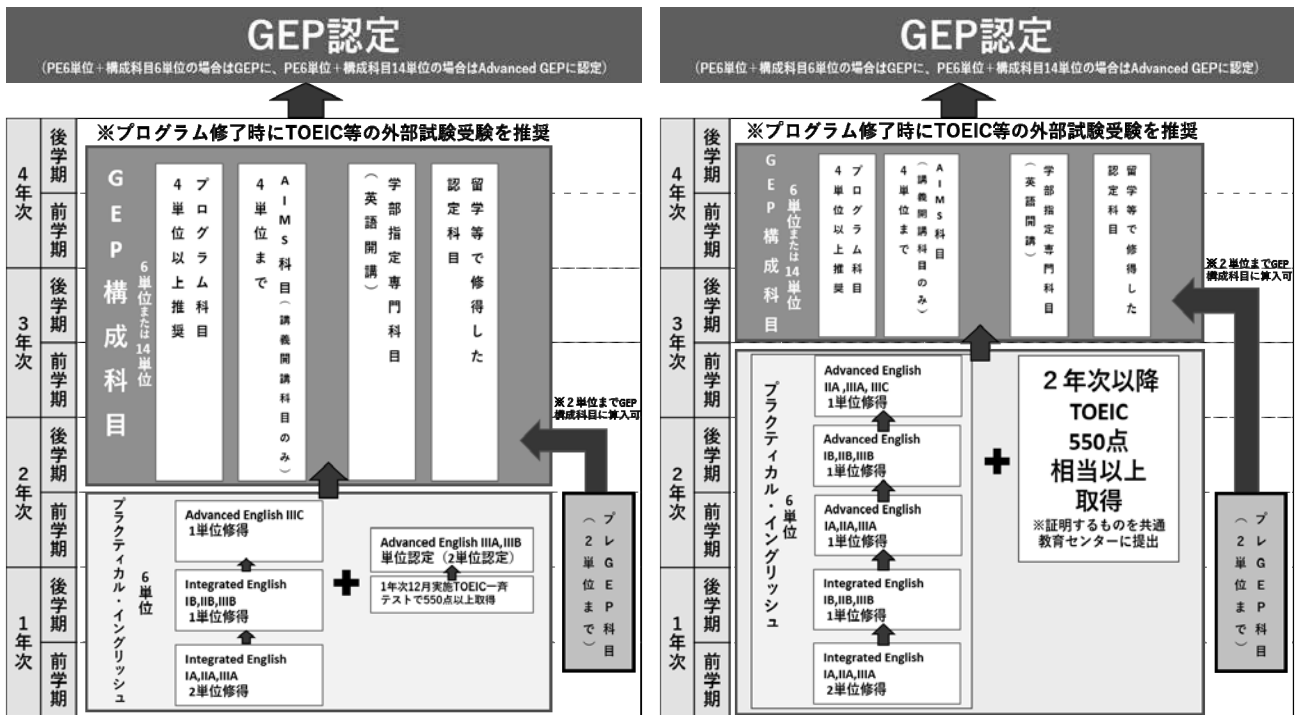 GEP認定
（PE6単位＋構成科目6単位の場合はGEPに、PE6単位＋構成科目14単位の場合はAdvanced GEPに認定）
※プログラム修了時にTOEIC等の外部試験受験を推奨
4年次
後学期
前学期
3年次
後学期
前学期
2年次
後学期
前学期
1年次
後学期
前学期
GEP構成科目
6単位または14単位
プログラム科目
4単位以上推奨
AIMS科目（講義開講科目のみ）
4単位まで
学部指定専門科目
（英語開講）
留学等で修得した
認定科目
※２単位までGEP
構成科目に算入可
プラクティカル・イングリッシュ
6単位
Advanced English IIIC
1単位修得
Integrated English
IB,IIB,IIIB
1単位修得
Integrated English
IA,IIA,IIIA
2単位修得
+
Advanced English IIIA,IIIB
単位認定（2単位認定）
1年次12月実施TOEIC一斉
テストで550点以上取得
プレGEP科目
（2単位まで）
GEP認定
（PE6単位＋構成科目6単位の場合はGEPに、PE6単位＋構成科目14単位の場合はAdvanced GEPに認定）
※プログラム修了時にTOEIC等の外部試験受験を推奨
4年次
後学期
前学期
3年次
後学期
前学期
2年次
後学期
前学期
1年次
後学期
前学期
GEP構成科目
6単位または14単位
プログラム科目
4単位以上推奨
AIMS科目
（講義開講科目のみ）
4単位まで
学部指定専門科目
（英語開講）
留学等で修得した
認定科目
※２単位までGEP
構成科目に算入可
プラクティカル・イングリッシュ
6単位
Advanced English
IIA ,IIIA, IIIC
1単位修得
Advanced English
IB,IIB,IIIB
1単位修得
Advanced English
IA,IIA,IIIA
1単位修得
Integrated English
IB,IIB,IIIB
1単位修得
Integrated English
IA,IIA,IIIA
2単位修得
+
２年次以降
TOEIC
550点
相当以上
取得
※証明するものを共通
教育センターに提出
プレGEP科目
（2単位まで）